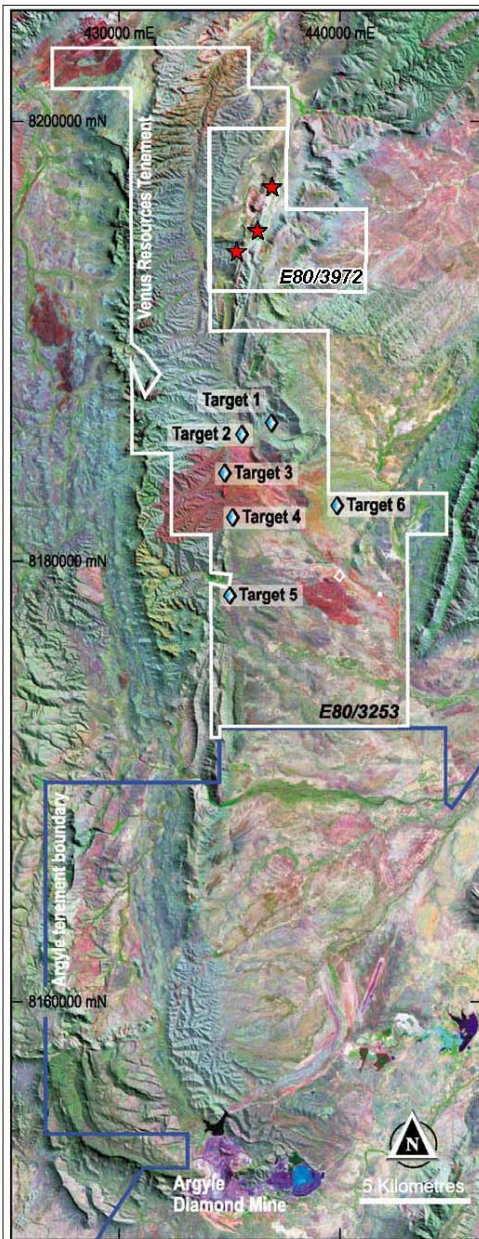 430000 mE
440000 mE
8200000 mN
Venus Resources Tenement
E80/3972
Target 1
Target 2
Target 3
Target 6
Target 4
8180000 mN
Target 5
E80/3253
Argyle tenement boundary
8160000 mN
N
Argyle
Diamond Mine
5 Kilometres